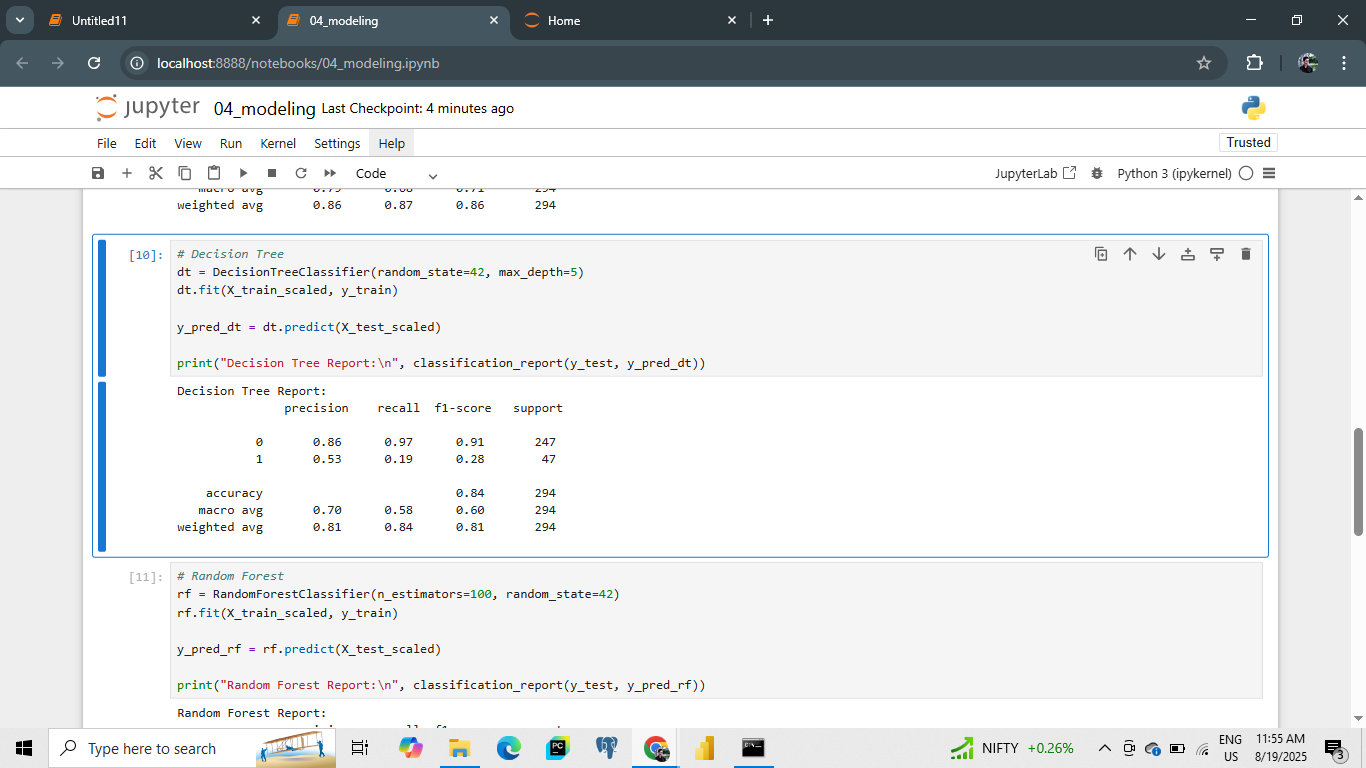 Untitled11
04_modeling
Home
localhost:8888/notebooks/04_modeling.ipynb
jupyter 04_modeling Last Checkpoint: 4 minutes ago
File Edit View Run Kernel Settings Help
Trusted
Code
JupyterLab
Python 3 (ipykernel)
macro avg 0.71 294
weighted avg 0.86 0.87 0.86 294
[10]:
# Decision Tree
dt = DecisionTreeClassifier(random_state=42, max_depth=5)
dt.fit(X_train_scaled, y_train)
y_pred_dt = dt.predict(X_test_scaled)
print("Decision Tree Report:\n", classification_report(y_test, y_pred_dt))
Decision Tree Report:
precision recall f1-score support
0 0.86 0.97 0.91 247
1 0.53 0.19 0.28 47
accuracy 0.84 294
macro avg 0.70 0.58 0.60 294
weighted avg 0.81 0.84 0.81 294
[11]:
# Random Forest
rf = RandomForestClassifier(n_estimators=100, random_state=42)
rf.fit(X_train_scaled, y_train)
y_pred_rf = rf.predict(X_test_scaled)
print("Random Forest Report:\n", classification_report(y_test, y_pred_rf))
Random Forest Report:
Type here to search
PC
NIFTY +0.26%
ENG
US
11:55 AM
8/19/2025
3